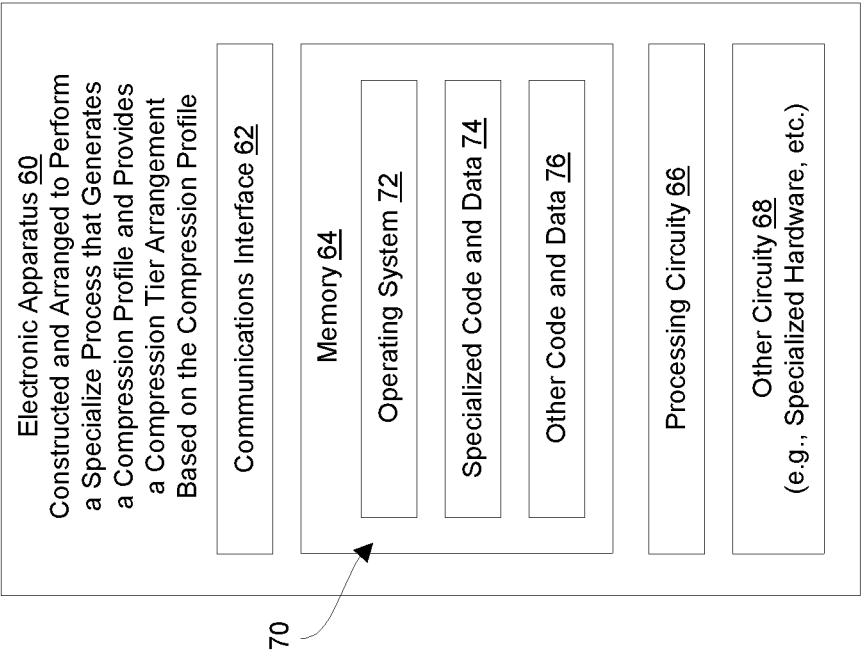 Electronic Apparatus 60
Constructed and Arranged to Perform
a Specialize Process that Generates
a Compression Profile and Provides
a Compression Tier Arrangement
Based on the Compression Profile
Communications Interface 62
Memory 64
Operating System 72
Specialized Code and Data 74
Other Code and Data 76
Processing Circuity 66
Other Circuity 68
(e.g., Specialized Hardware, etc.)
70